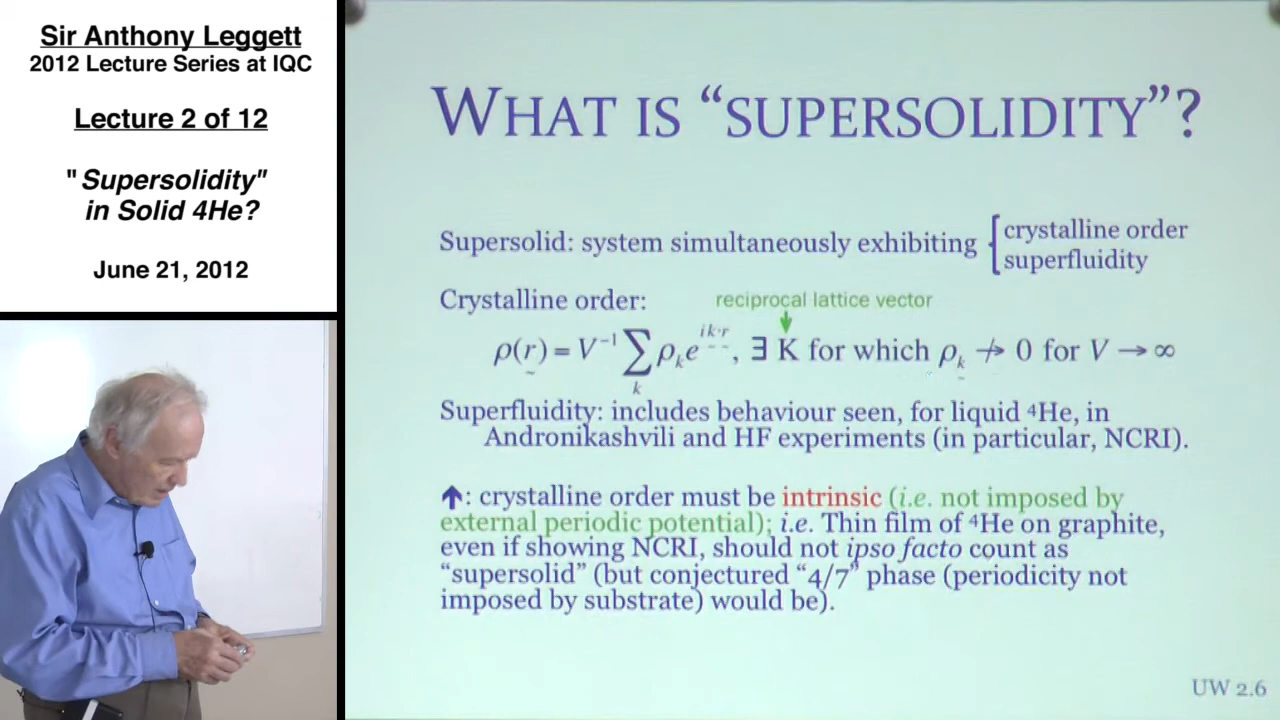 Sir Anthony Leggett
2012 Lecture Series at IQC
Lecture 2 of 12
"Supersolidity"
in Solid 4He?
June 21, 2012
WHAT IS “SUPERSOLIDITY”?
Supersolid: system simultaneously exhibiting { crystalline order
superfluidity
Crystalline order:
reciprocal lattice vector
ρ(r) = V⁻¹ ∑ₖ ρₖe^{ik·r}, ∃ K for which ρₖ ↛ 0 for V → ∞
Superfluidity: includes behaviour seen, for liquid ⁴He, in
Andronikashvili and HF experiments (in particular, NCRI).
↑: crystalline order must be intrinsic (i.e. not imposed by
external periodic potential); i.e. Thin film of ⁴He on graphite,
even if showing NCRI, should not ipso facto count as
“supersolid” (but conjectured “4/7” phase (periodicity not
imposed by substrate) would be).
UW 2.6